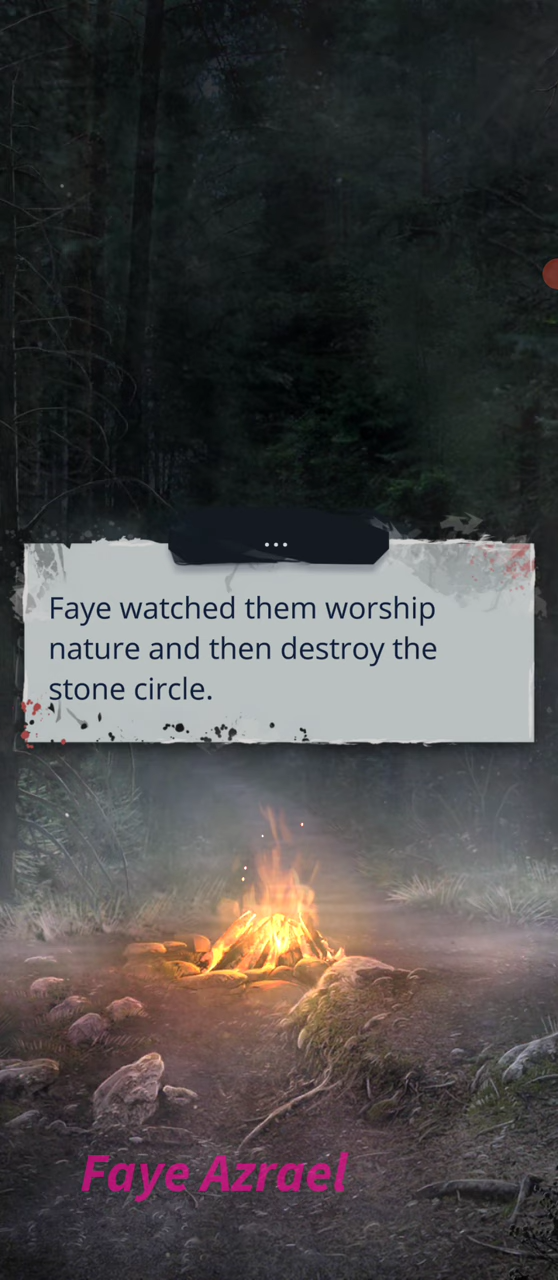 ...
Faye watched them worship
nature and then destroy the
stone circle.
Faye Azrael